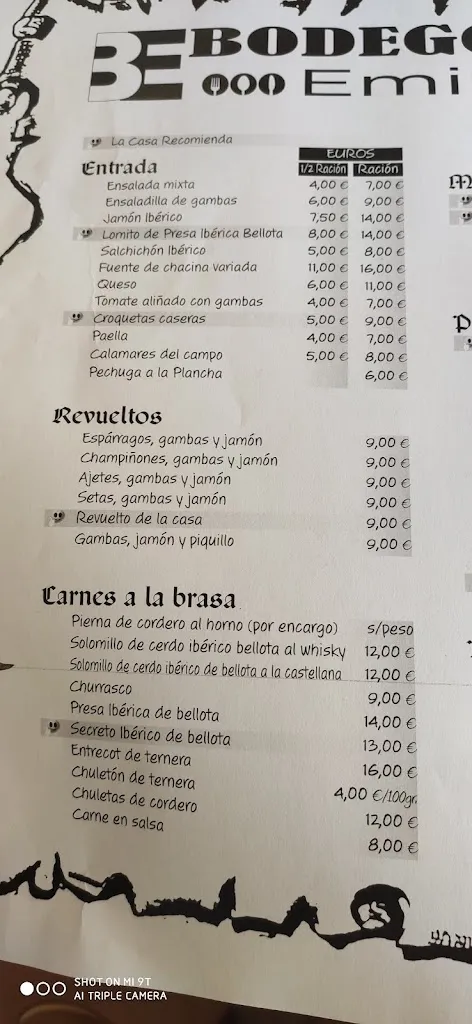 BE BODEG
Emi
La Casa Recomienda
EUROS
Entrada 1/2 Ración Ración
Ensalada mixta 4,00 € 7,00 €
Ensaladilla de gambas 6,00 € 9,00 €
Jamón Ibérico 7,50 € 14,00 €
Lomito de Presa Ibérica Bellota 8,00 € 14,00 €
Salchichón Ibérico 5,00 € 8,00 €
Fuente de chacina variada 11,00 € 16,00 €
Queso 6,00 € 11,00 €
Tomate aliñado con gambas 4,00 € 7,00 €
Croquetas caseras 5,00 € 9,00 €
Paella 4,00 € 7,00 €
Calamares del campo 5,00 € 8,00 €
Pechuga a la Plancha 6,00 €
Revueltos
Espárragos, gambas y jamón 9,00 €
Champiñones, gambas y jamón 9,00 €
Ajetes, gambas y jamón 9,00 €
Setas, gambas y jamón 9,00 €
Revuelto de la casa 9,00 €
Gambas, jamón y piquillo 9,00 €
Carnes a la brasa
Pierna de cordero al horno (por encargo) s/peso
Solomillo de cerdo ibérico bellota al whisky 12,00 €
Solomillo de cerdo ibérico de bellota a la castellana 12,00 €
Churrasco 9,00 €
Presa Ibérica de bellota 14,00 €
Secreto Ibérico de bellota 13,00 €
Entrecot de ternera 16,00 €
Chuletón de ternera 4,00 €/100gr
Chuletas de cordero 12,00 €
Carne en salsa 8,00 €
SHOT ON MI 9T
AI TRIPLE CAMERA